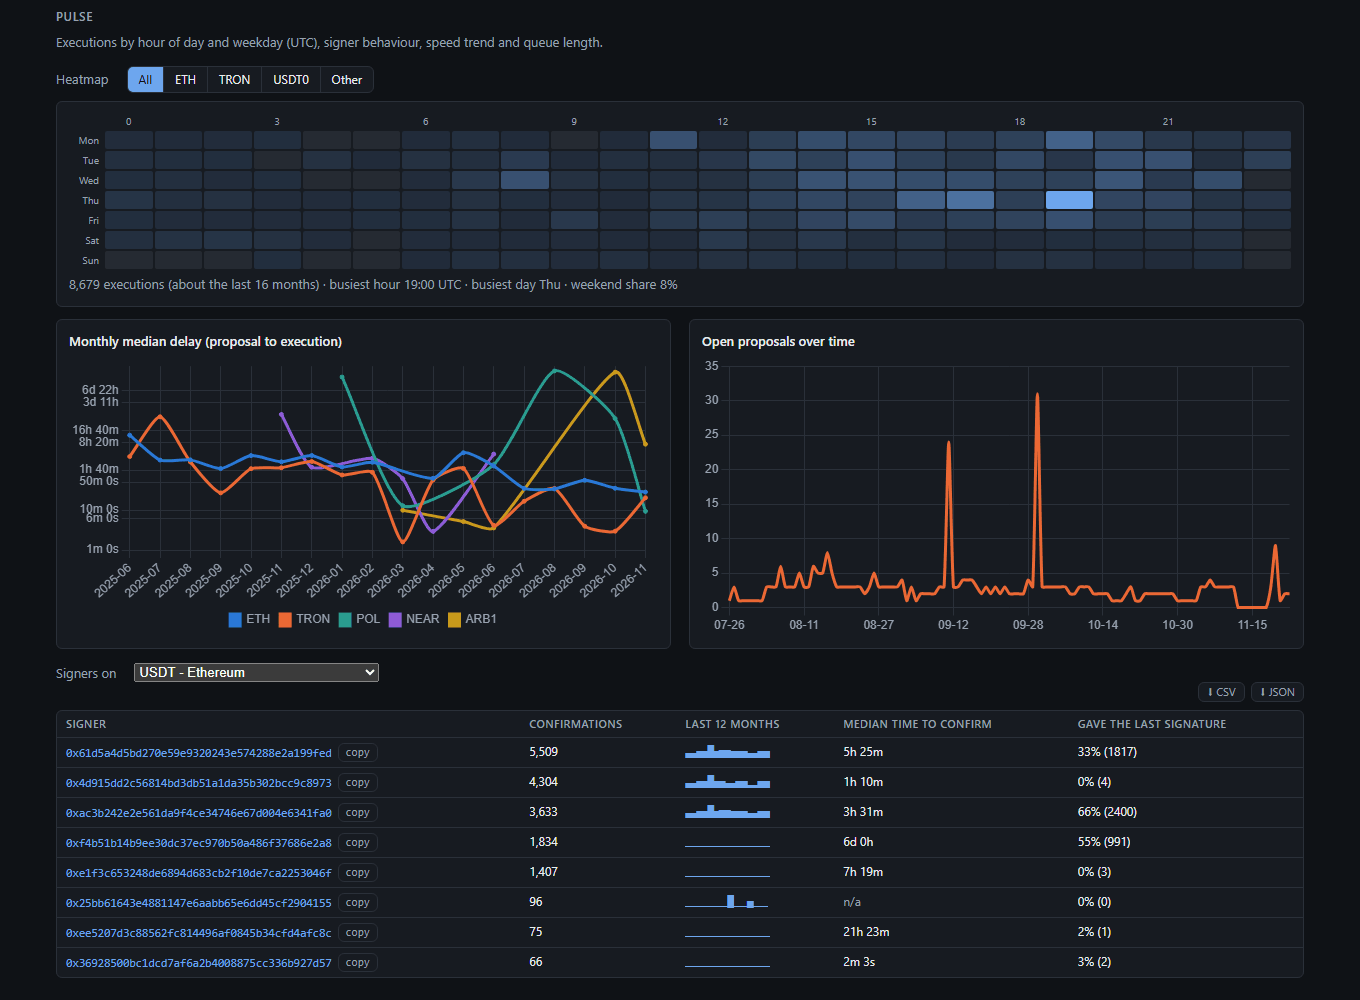 PULSE
Executions by hour of day and weekday (UTC), signer behaviour, speed trend and queue length.
Heatmap All ETH TRON USDT0 Other
0 3 6 9 12 15 18 21
Mon
Tue
Wed
Thu
Fri
Sat
Sun
8,679 executions (about the last 16 months) · busiest hour 19:00 UTC · busiest day Thu · weekend share 8%
Monthly median delay (proposal to execution)
6d 22h
3d 11h
16h 40m
8h 20m
1h 40m
50m 0s
10m 0s
6m 0s
1m 0s
2025-06 2025-07 2025-08 2025-09 2025-10 2025-11 2025-12 2026-01 2026-02 2026-03 2026-04 2026-05 2026-06 2026-07 2026-08 2026-09 2026-10 2026-11
ETH TRON POL NEAR ARB1
Open proposals over time
35
30
25
20
15
10
5
0
07-26 08-11 08-27 09-12 09-28 10-14 10-30 11-15
Signers on USDT - Ethereum
⬇ CSV ⬇ JSON
SIGNER CONFIRMATIONS LAST 12 MONTHS MEDIAN TIME TO CONFIRM GAVE THE LAST SIGNATURE
0x61d5a4d5bd270e59e9320243e574288e2a199fed copy 5,509 5h 25m 33% (1817)
0x4d915dd2c56814bd3db51a1da35b302bcc9c8973 copy 4,304 1h 10m 0% (4)
0xac3b242e2e561da9f4ce34746e67d004e6341fa0 copy 3,633 3h 31m 66% (2400)
0xf4b51b14b9ee30dc37ec970b50a486f37686e2a8 copy 1,834 6d 0h 55% (991)
0xe1f3c653248de6894d683cb2f10de7ca2253046f copy 1,407 7h 19m 0% (3)
0x25bb61643e4881147e6aabb65e6dd45cf2904155 copy 96 n/a 0% (0)
0xee5207d3c88562fc814496af0845b34cfd4afc8c copy 75 21h 23m 2% (1)
0x36928500bc1dcd7af6a2b4008875cc336b927d57 copy 66 2m 3s 3% (2)